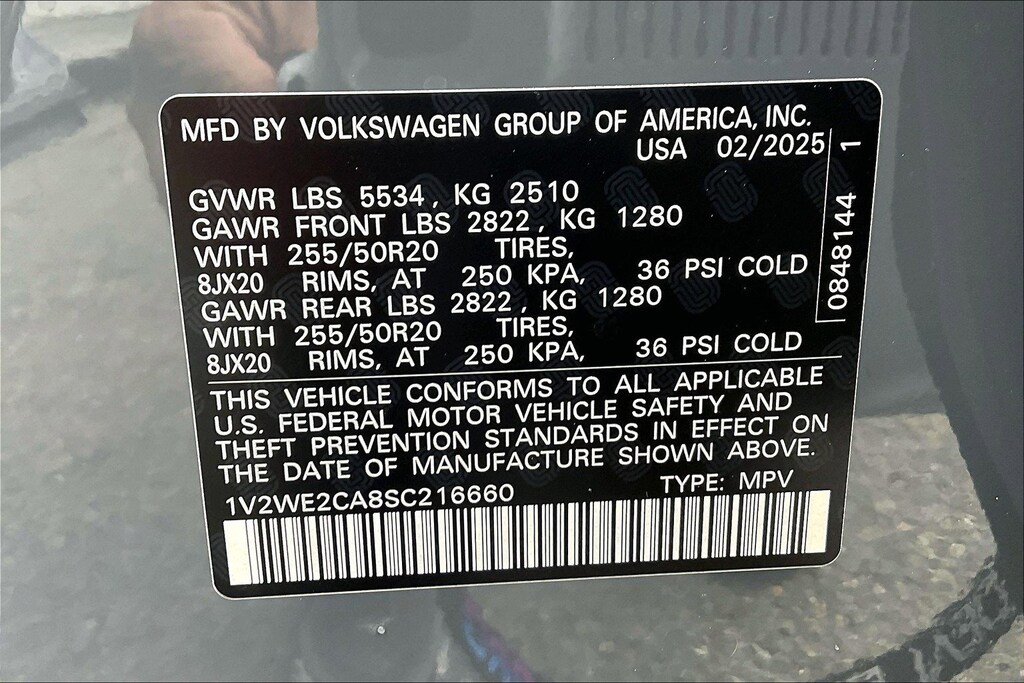 MFD BY VOLKSWAGEN GROUP OF AMERICA, INC.
USA 02/2025
GVWR LBS 5534, KG 2510
GAWR FRONT LBS 2822, KG 1280
WITH 255/50R20 TIRES,
8JX20 RIMS, AT 250 KPA, 36 PSI COLD
GAWR REAR LBS 2822, KG 1280
WITH 255/50R20 TIRES,
8JX20 RIMS, AT 250 KPA, 36 PSI COLD
THIS VEHICLE CONFORMS TO ALL APPLICABLE
U.S. FEDERAL MOTOR VEHICLE SAFETY AND
THEFT PREVENTION STANDARDS IN EFFECT ON
THE DATE OF MANUFACTURE SHOWN ABOVE.
1V2WE2CA8SC216660 TYPE: MPV
0848144 1